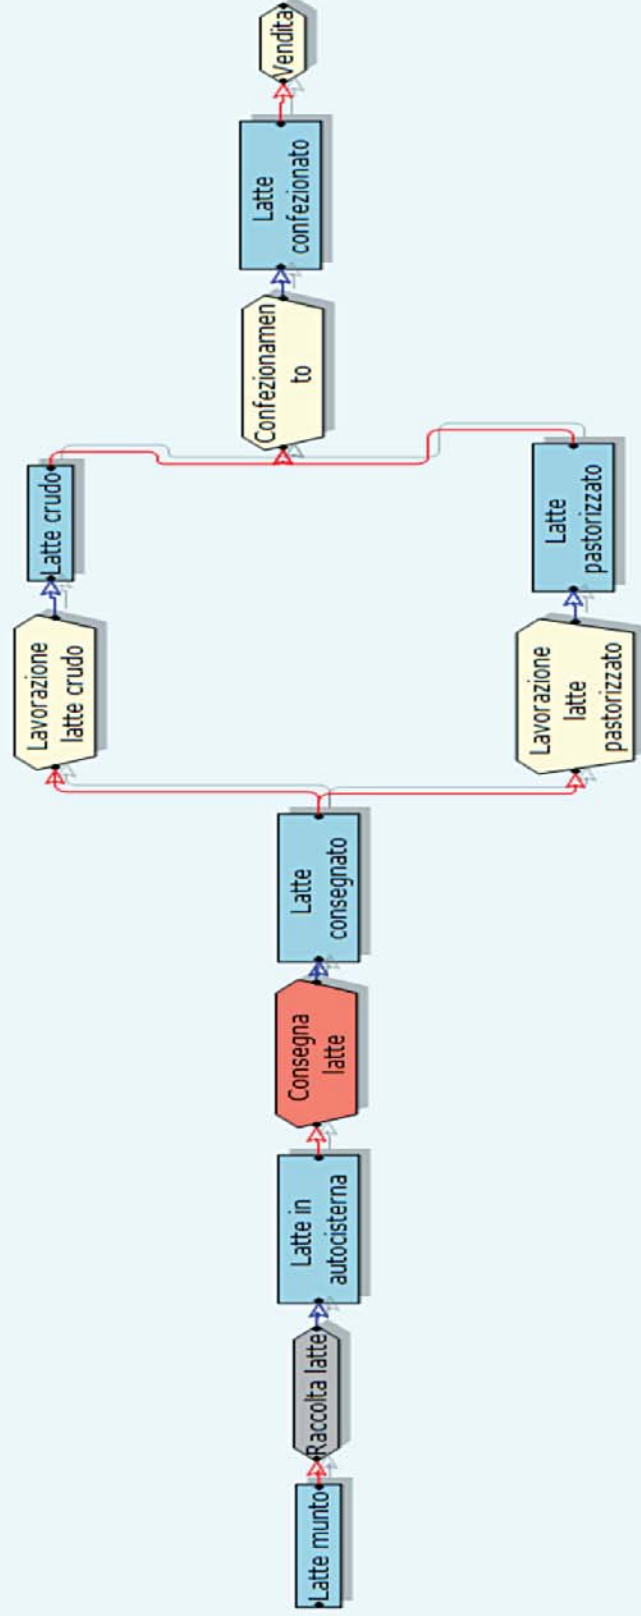 Latte munto
Raccolta latte
Latte in
autocisterna
Consegna
latte
Latte
consegnato
Lavorazione
latte crudo
Latte crudo
Lavorazione
latte
pastorizzato
Latte
pastorizzato
Confezionamen
to
Latte
confezionato
Vendita